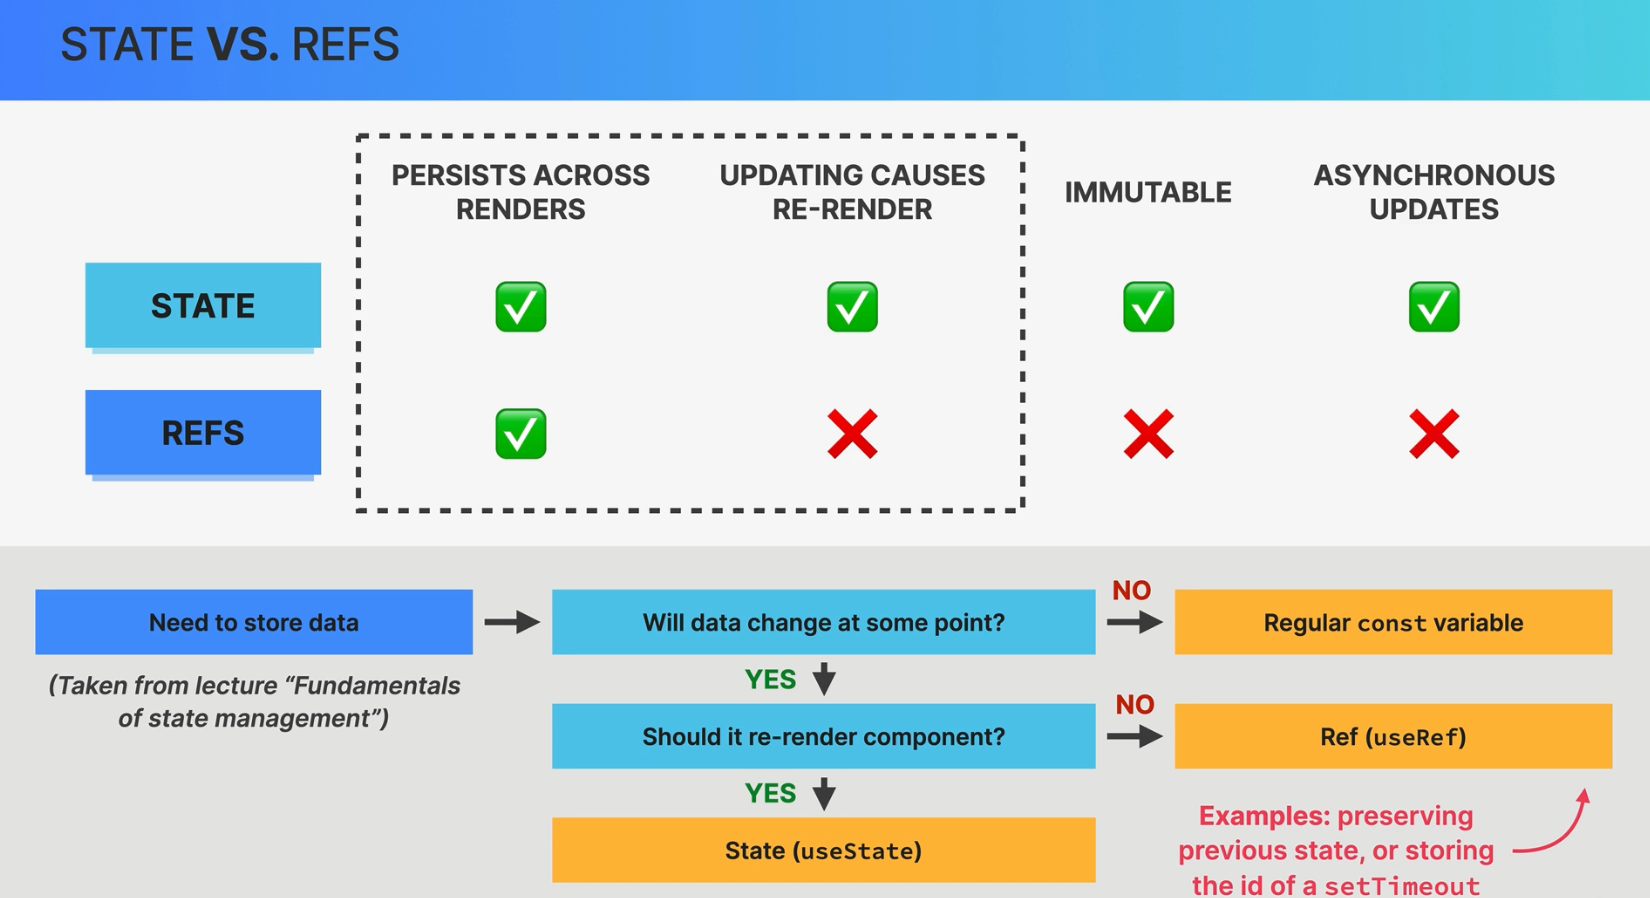 STATE VS. REFS
PERSISTS ACROSS
RENDERS
UPDATING CAUSES
RE-RENDER
IMMUTABLE
ASYNCHRONOUS
UPDATES
STATE
REFS
Need to store data
(Taken from lecture “Fundamentals
of state management”)
Will data change at some point?
NO
Regular const variable
YES
Should it re-render component?
NO
Ref (useRef)
YES
State (useState)
Examples: preserving
previous state, or storing
the id of a setTimeout